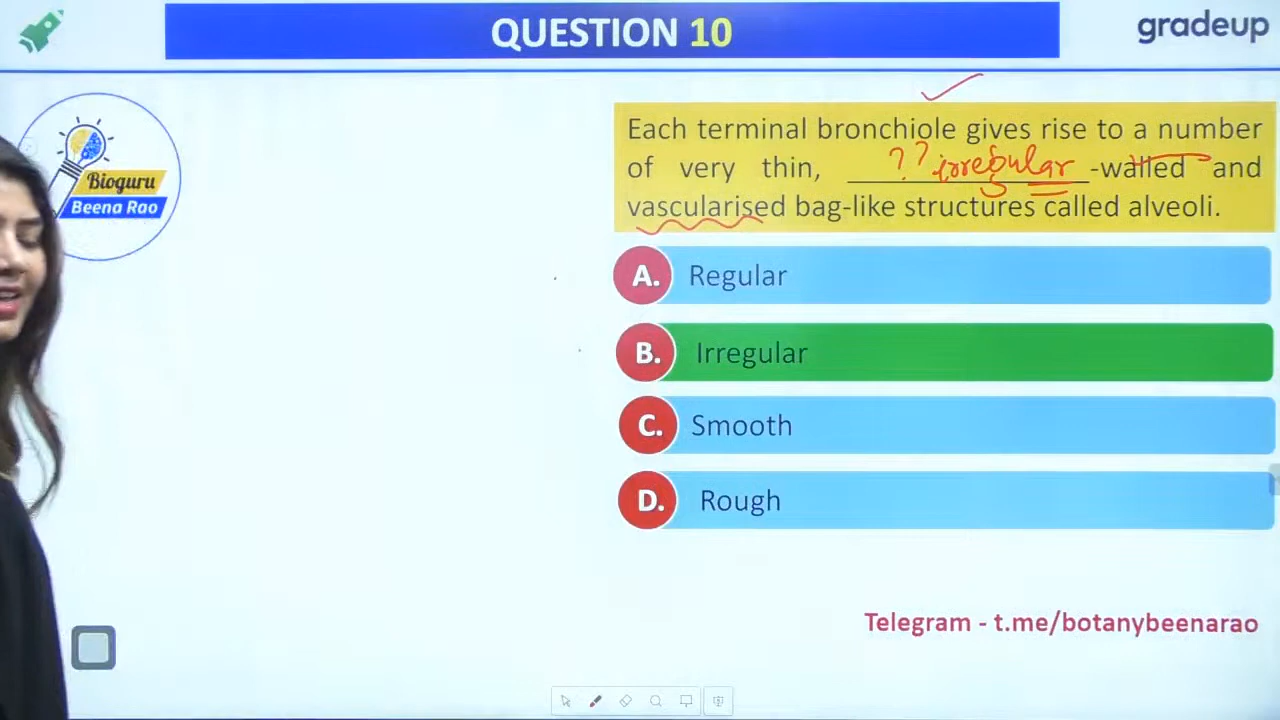 QUESTION 10
gradeup
Bioguru
Beena Rao
Each terminal bronchiole gives rise to a number
of very thin, ?? irregular -walled and
vascularised bag-like structures called alveoli.
A. Regular
B. Irregular
C. Smooth
D. Rough
Telegram - t.me/botanybeenarao